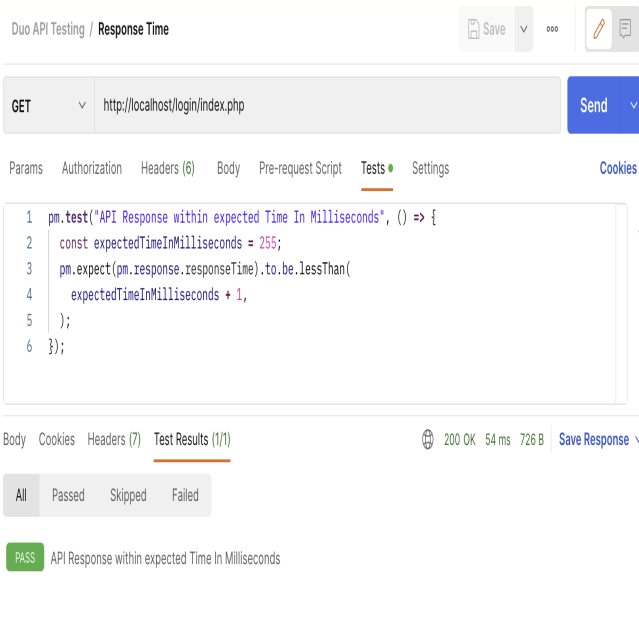 Duo API Testing / Response Time
Save
GET http://localhost/login/index.php Send
Params Authorization Headers (6) Body Pre-request Script Tests Settings Cookies
1 pm.test("API Response within expected Time In Milliseconds", () => {
2 const expectedTimeInMilliseconds = 255;
3 pm.expect(pm.response.responseTime).to.be.lessThan(
4 expectedTimeInMilliseconds + 1,
5 );
6 });
Body Cookies Headers (7) Test Results (1/1) 200 OK 54 ms 726 B Save Response
All Passed Skipped Failed
PASS API Response within expected Time In Milliseconds